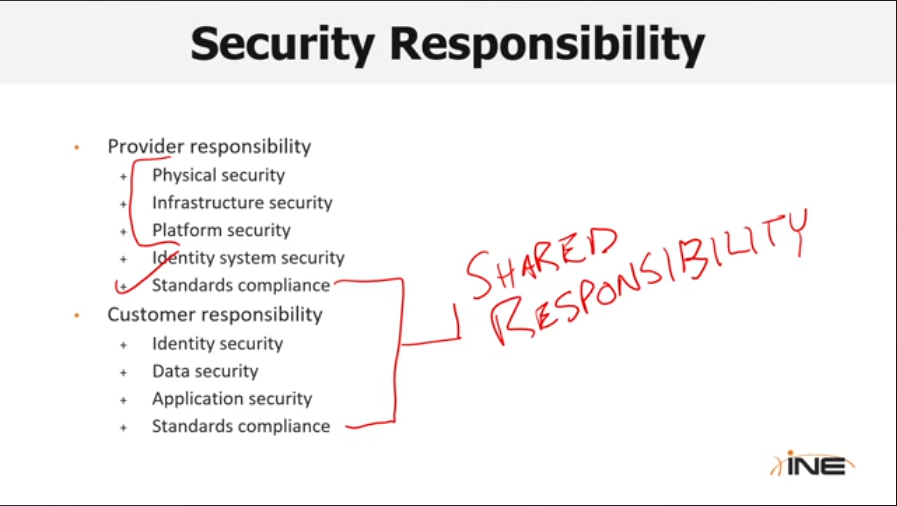 Security Responsibility
• Provider responsibility
+ Physical security
+ Infrastructure security
+ Platform security
+ Identity system security
+ Standards compliance
• Customer responsibility
+ Identity security
+ Data security
+ Application security
+ Standards compliance
SHARED
RESPONSIBILITY
INE